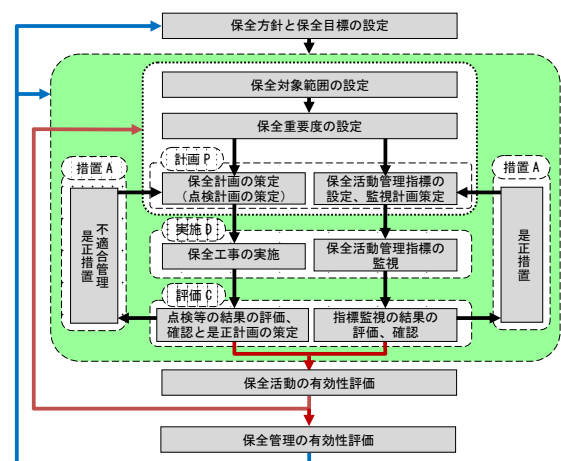 保全方針と保全目標の設定
保全対象範囲の設定
保全重要度の設定
計画P
措置A
措置A
保全計画の策定
(点検計画の策定)
保全活動管理指標の
設定、監視計画策定
不適合管理
是正措置
是正措置
実施D
保全工事の実施
保全活動管理指標の
監視
評価C
点検等の結果の評価、
確認と是正計画の策定
指標監視の結果の
評価、確認
保全活動の有効性評価
保全管理の有効性評価